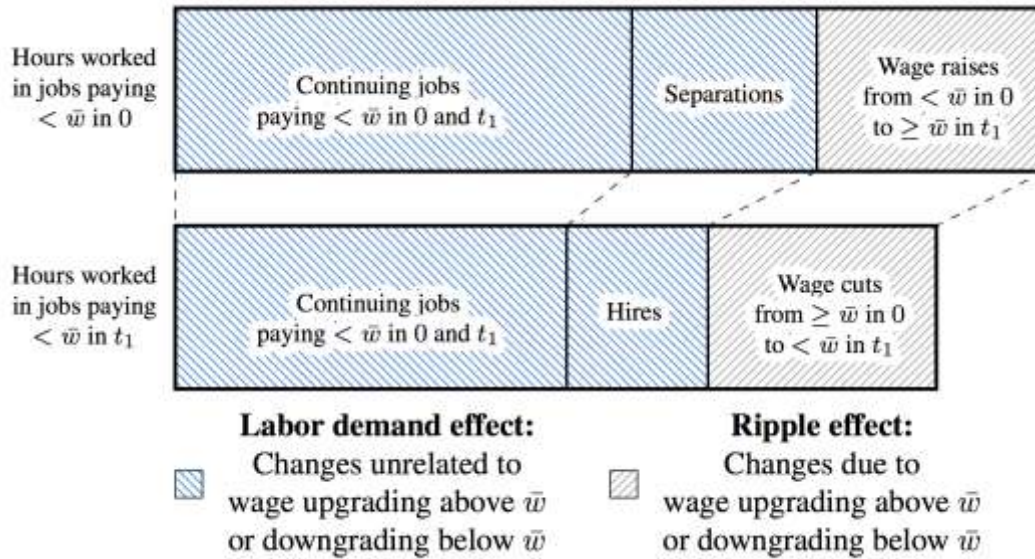 Hours worked
in jobs paying
< w̄ in 0
Continuing jobs
paying < w̄ in 0 and t₁
Separations
Wage raises
from < w̄ in 0
to ≥ w̄ in t₁
Hours worked
in jobs paying
< w̄ in t₁
Continuing jobs
paying < w̄ in 0 and t₁
Hires
Wage cuts
from ≥ w̄ in 0
to < w̄ in t₁
Labor demand effect:
Changes unrelated to
wage upgrading above w̄
or downgrading below w̄
Ripple effect:
Changes due to
wage upgrading above w̄
or downgrading below w̄